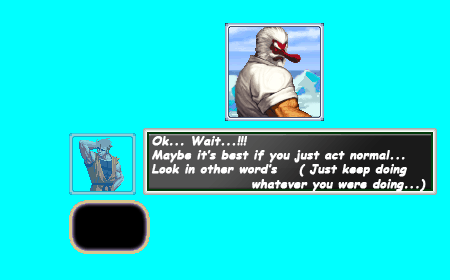 Ok... Wait...!!!
Maybe it's best if you just act normal...
Look in other word's ( Just keep doing
whatever you were doing...)